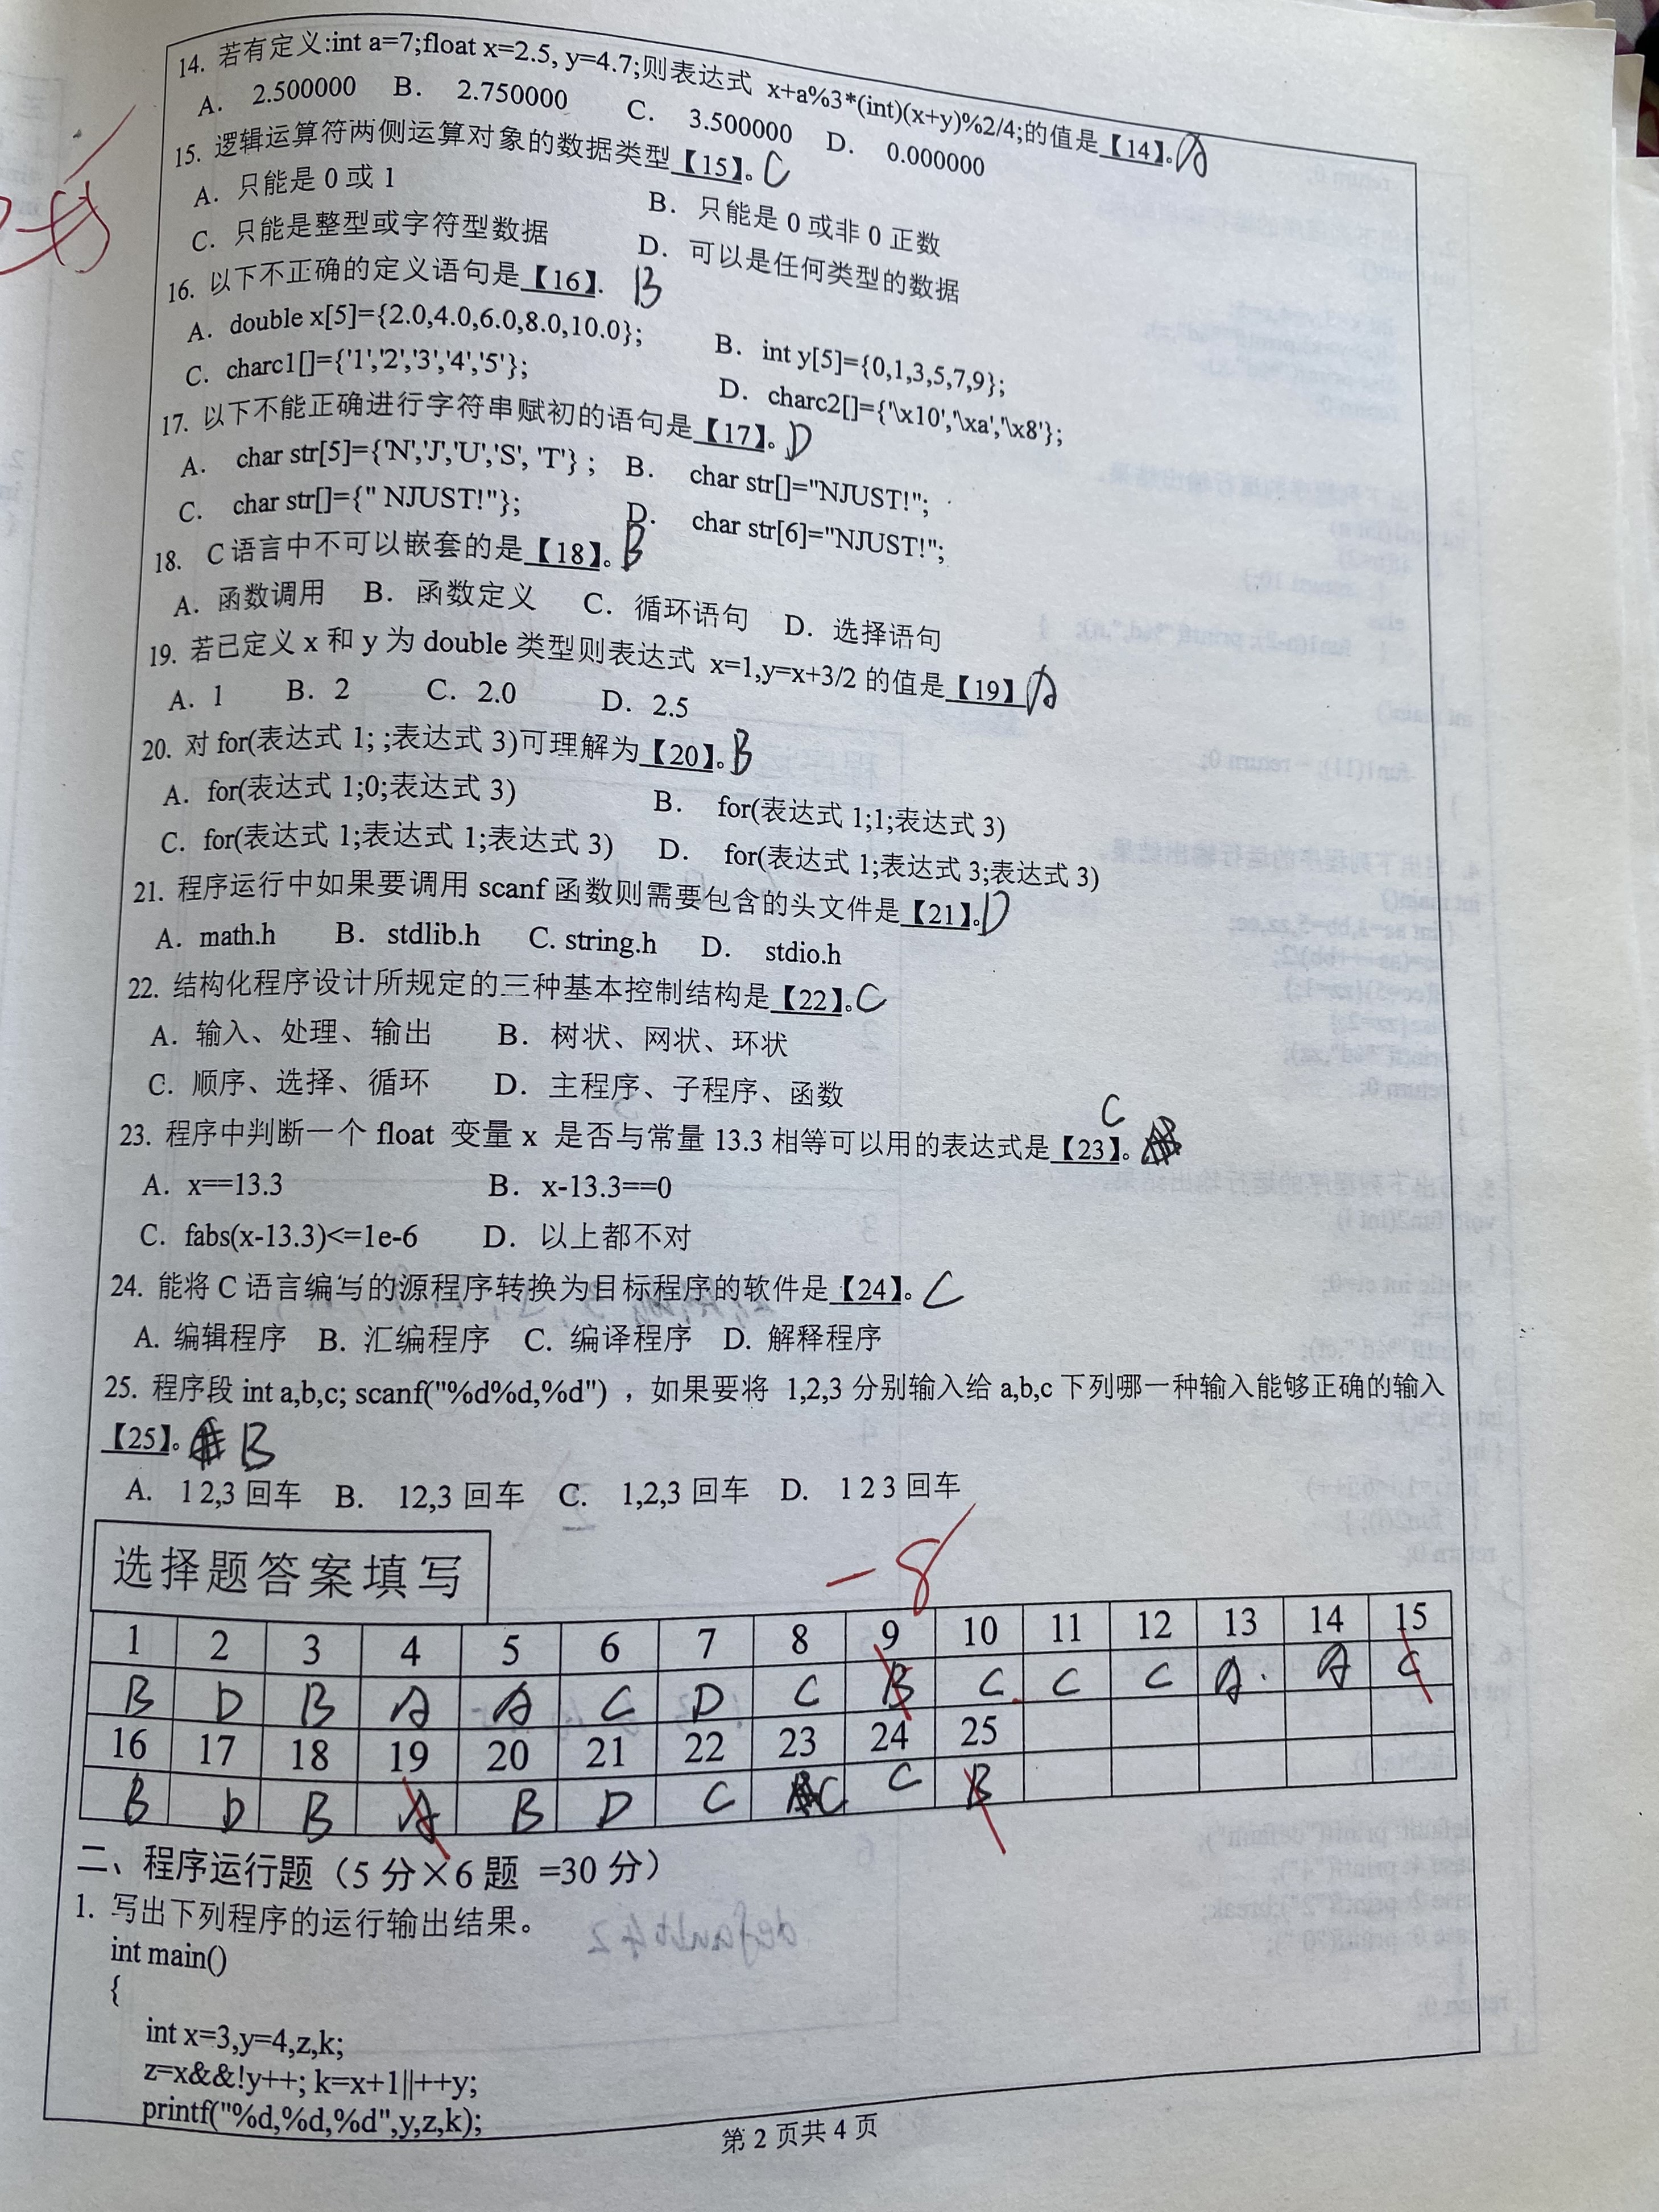 14. 若有定义:int a=7;float x=2.5, y=4.7;则表达式 x+a%3*(int)(x+y)%2/4;的值是【14】。A
A. 2.500000 B. 2.750000 C. 3.500000 D. 0.000000
15. 逻辑运算符两侧运算对象的数据类型【15】。C
A. 只能是 0 或 1 B. 只能是 0 或非 0 正数
C. 只能是整型或字符型数据 D. 可以是任何类型的数据
16. 以下不正确的定义语句是【16】. B
A. double x[5]={2.0,4.0,6.0,8.0,10.0}; B. int y[5]={0,1,3,5,7,9};
C. charc1[]={'1','2','3','4','5'}; D. charc2[]={'\x10','\xa','\x8'};
17. 以下不能正确进行字符串赋初的语句是【17】。D
A. char str[5]={'N','J','U','S', 'T'} ; B. char str[]="NJUST!";
C. char str[]={" NJUST!"}; D. char str[6]="NJUST!";
18. C 语言中不可以嵌套的是【18】。B
A. 函数调用 B. 函数定义 C. 循环语句 D. 选择语句
19. 若已定义 x 和 y 为 double 类型则表达式 x=1,y=x+3/2 的值是【19】A
A. 1 B. 2 C. 2.0 D. 2.5
20. 对 for(表达式 1; ;表达式 3)可理解为【20】。B
A. for(表达式 1;0;表达式 3) B. for(表达式 1;1;表达式 3)
C. for(表达式 1;表达式 1;表达式 3) D. for(表达式 1;表达式 3;表达式 3)
21. 程序运行中如果要调用 scanf 函数则需要包含的头文件是【21】。D
A. math.h B. stdlib.h C. string.h D. stdio.h
22. 结构化程序设计所规定的三种基本控制结构是【22】。C
A. 输入、处理、输出 B. 树状、网状、环状
C. 顺序、选择、循环 D. 主程序、子程序、函数
23. 程序中判断一个 float 变量 x 是否与常量 13.3 相等可以用的表达式是【23】。C
A. x==13.3 B. x-13.3==0
C. fabs(x-13.3)<=1e-6 D. 以上都不对
24. 能将 C 语言编写的源程序转换为目标程序的软件是【24】。C
A. 编辑程序 B. 汇编程序 C. 编译程序 D. 解释程序
25. 程序段 int a,b,c; scanf("%d%d,%d") ，如果要将 1,2,3 分别输入给 a,b,c 下列哪一种输入能够正确的输入
【25】。B
A. 1 2,3 回车 B. 12,3 回车 C. 1,2,3 回车 D. 1 2 3 回车
选择题答案填写
-8
1 2 3 4 5 6 7 8 9 10 11 12 13 14 15
B D B A A C D C B C C C A. A C
16 17 18 19 20 21 22 23 24 25
B D B A B D C C C B
二、程序运行题（5 分×6 题 =30 分）
1. 写出下列程序的运行输出结果。
int main()
{
int x=3,y=4,z,k;
z=x&&!y++; k=x+1||++y;
printf("%d,%d,%d",y,z,k);
第 2 页共 4 页